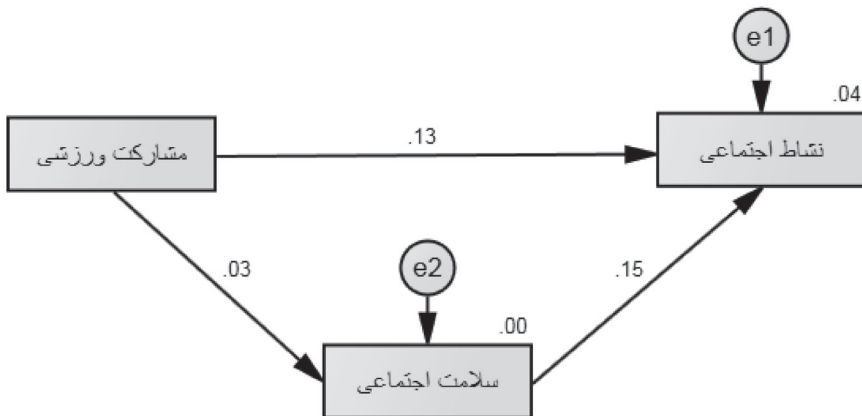 e1
.04
نشاط اجتماعی
.13
مشارکت ورزشی
.03
e2
.15
.00
سلامت اجتماعی